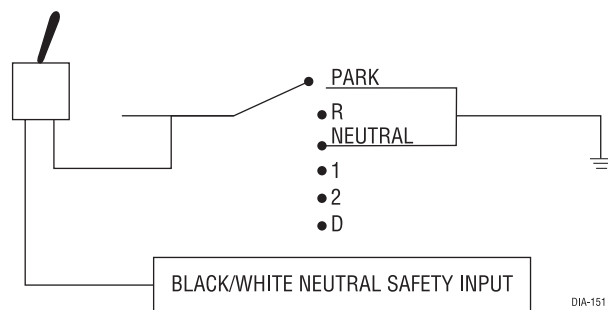 PARK
R
NEUTRAL
1
2
D
BLACK/WHITE NEUTRAL SAFETY INPUT
DIA-151